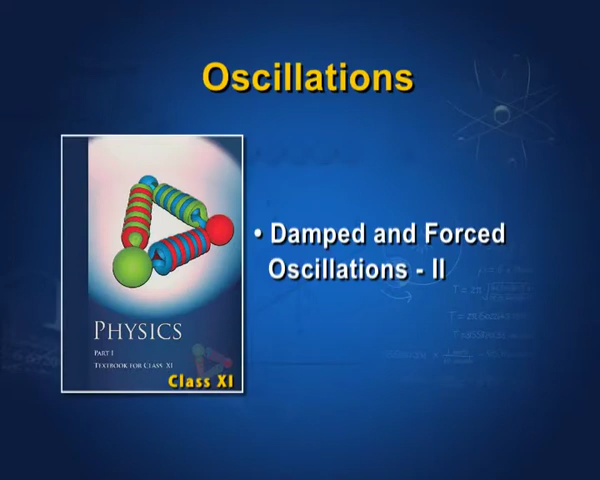 Oscillations
• Damped and Forced
Oscillations - II
PHYSICS
PART I
TEXTBOOK FOR CLASS XI
Class XI